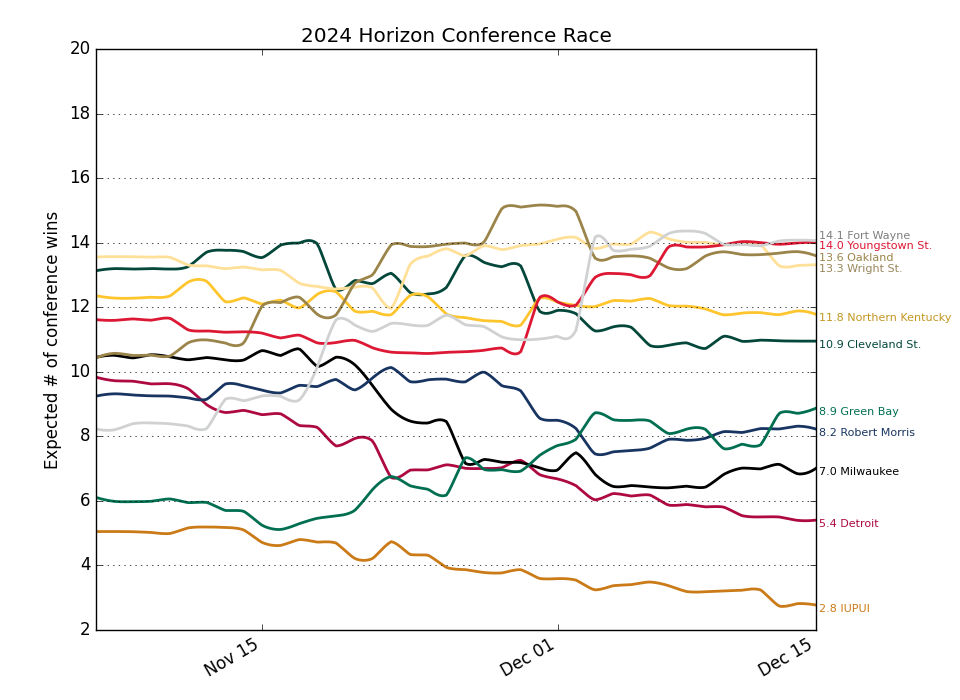 2024 Horizon Conference Race
Expected # of conference wins
20
18
16
14
12
10
8
6
4
2
14.1 Fort Wayne
14.0 Youngstown St.
13.6 Oakland
13.3 Wright St.
11.8 Northern Kentucky
10.9 Cleveland St.
8.9 Green Bay
8.2 Robert Morris
7.0 Milwaukee
5.4 Detroit
2.8 IUPUI
Nov 15
Dec 01
Dec 15